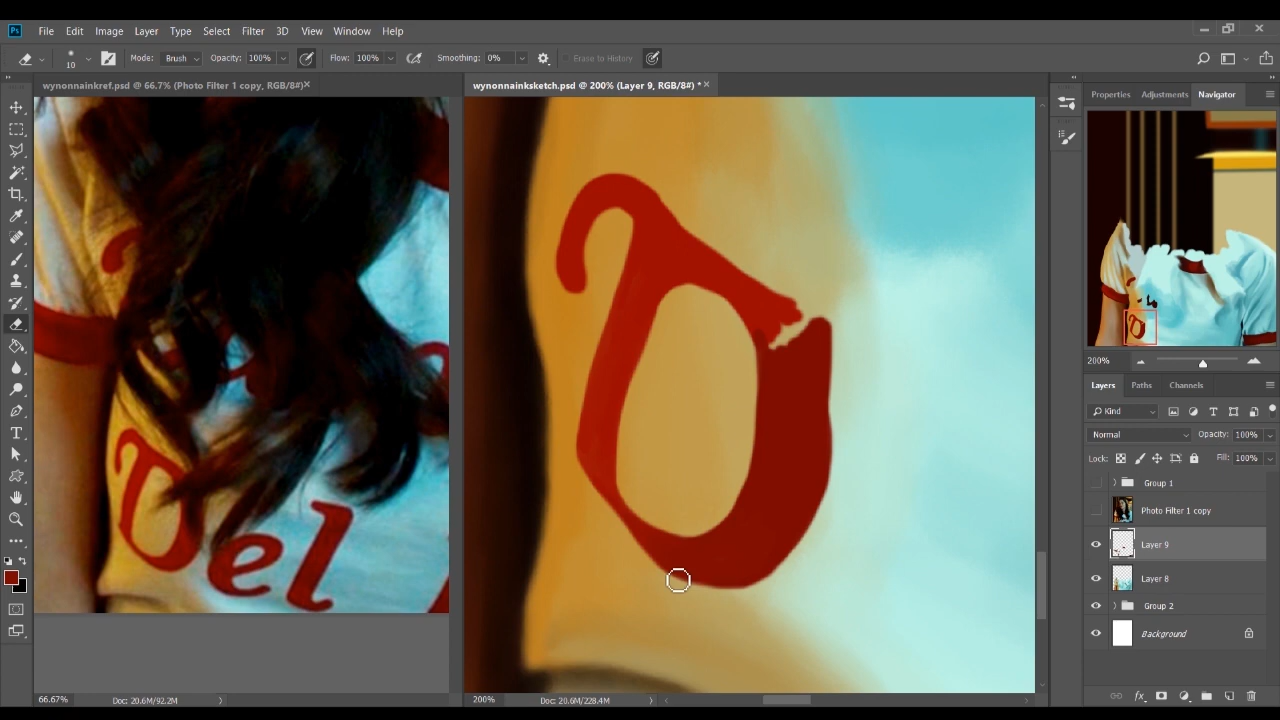 Ps File Edit Image Layer Type Select Filter 3D View Window Help
10 Mode: Brush Opacity: 100% Flow: 100% Smoothing: 0% Erase to History
wynonnainkref.psd @ 66.7% (Photo Filter 1 copy, RGB/8#)
wynonnainksketch.psd @ 200% (Layer 9, RGB/8#) *
Properties Adjustments Navigator
Del
200%
Layers Paths Channels
Kind
Normal Opacity: 100%
Lock: Fill: 100%
Group 1
Photo Filter 1 copy
Layer 9
Layer 8
Group 2
Background
66.67% Doc: 20.6M/92.2M
200% Doc: 20.6M/228.4M
fx